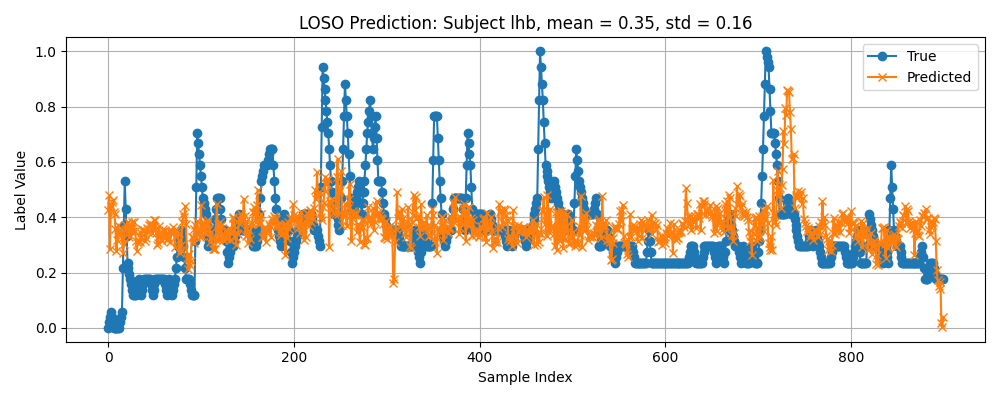 LOSO Prediction: Subject lhb, mean = 0.35, std = 0.16
True
Predicted
Label Value
1.0
0.8
0.6
0.4
0.2
0.0
0
200
400
600
800
Sample Index